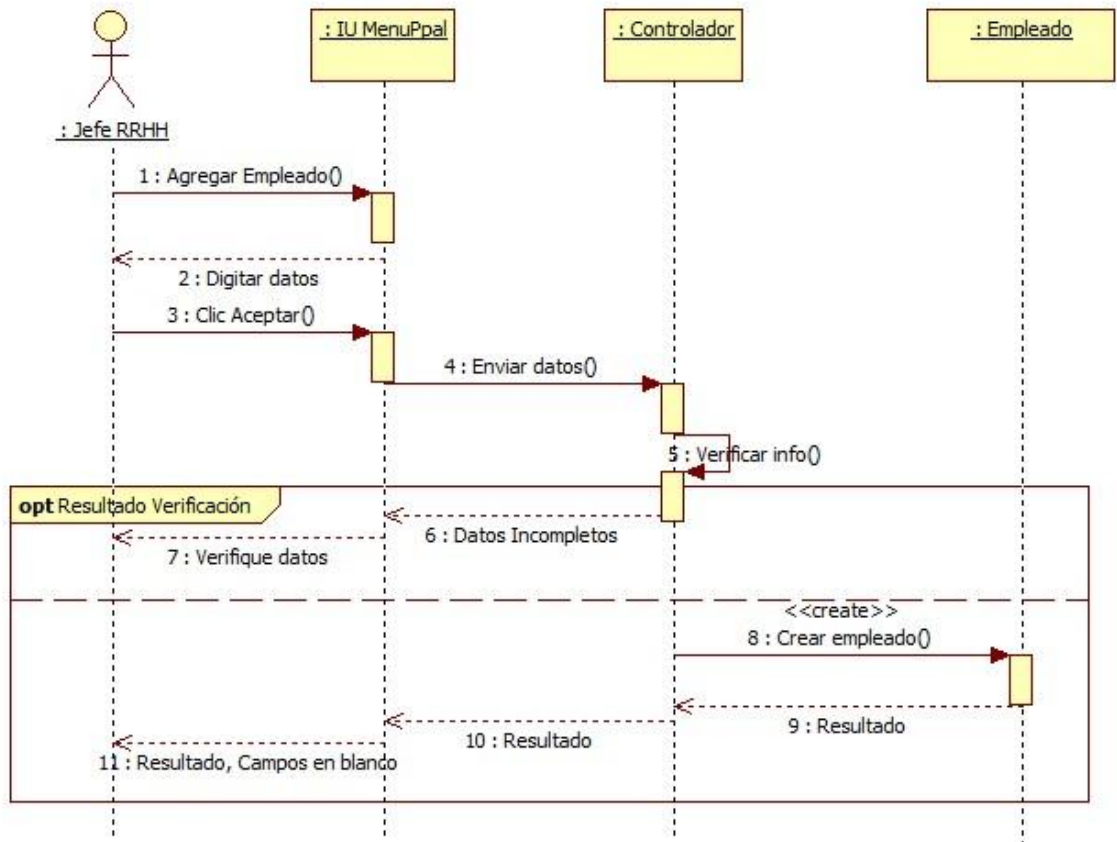 : IU MenuPpal
: Controlador
: Empleado
: Jefe RRHH
1 : Agregar Empleado()
2 : Digitar datos
3 : Clic Aceptar()
4 : Enviar datos()
5 : Verificar info()
opt Resultado Verificación
6 : Datos Incompletos
7 : Verifique datos
<<create>>
8 : Crear empleado()
9 : Resultado
10 : Resultado
11 : Resultado, Campos en blanco